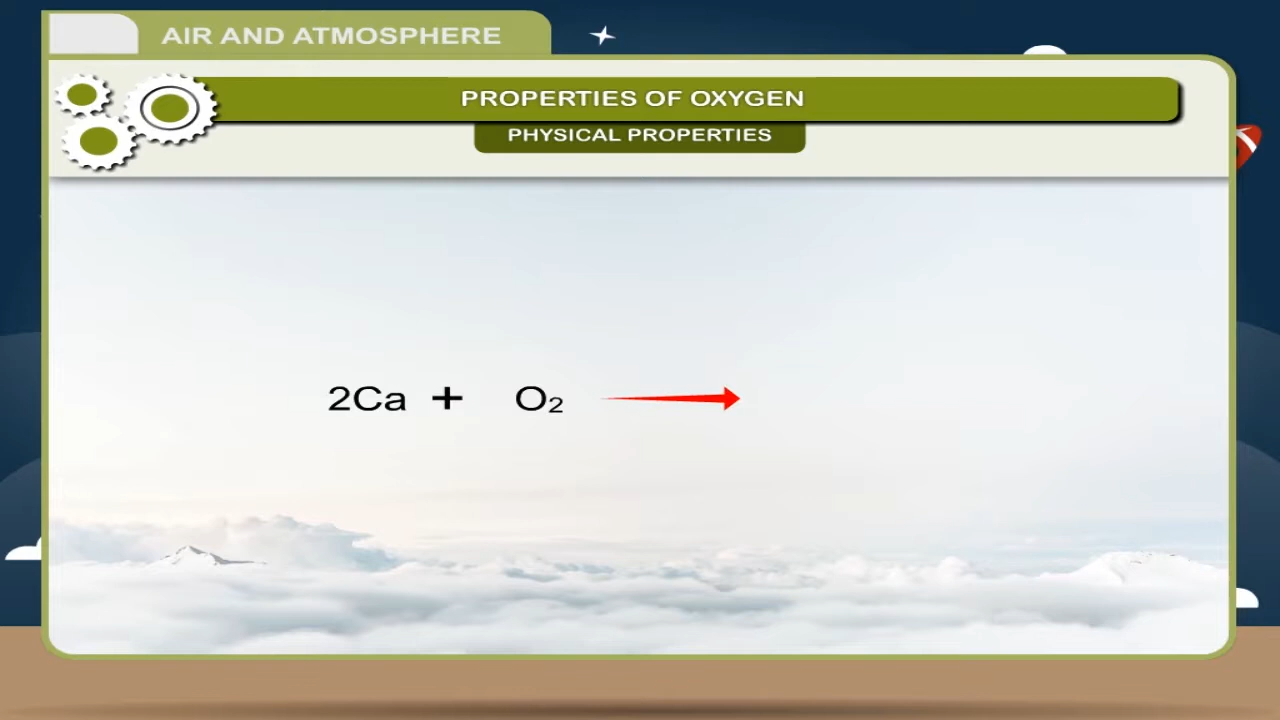 AIR AND ATMOSPHERE
PROPERTIES OF OXYGEN
PHYSICAL PROPERTIES
2Ca + O₂